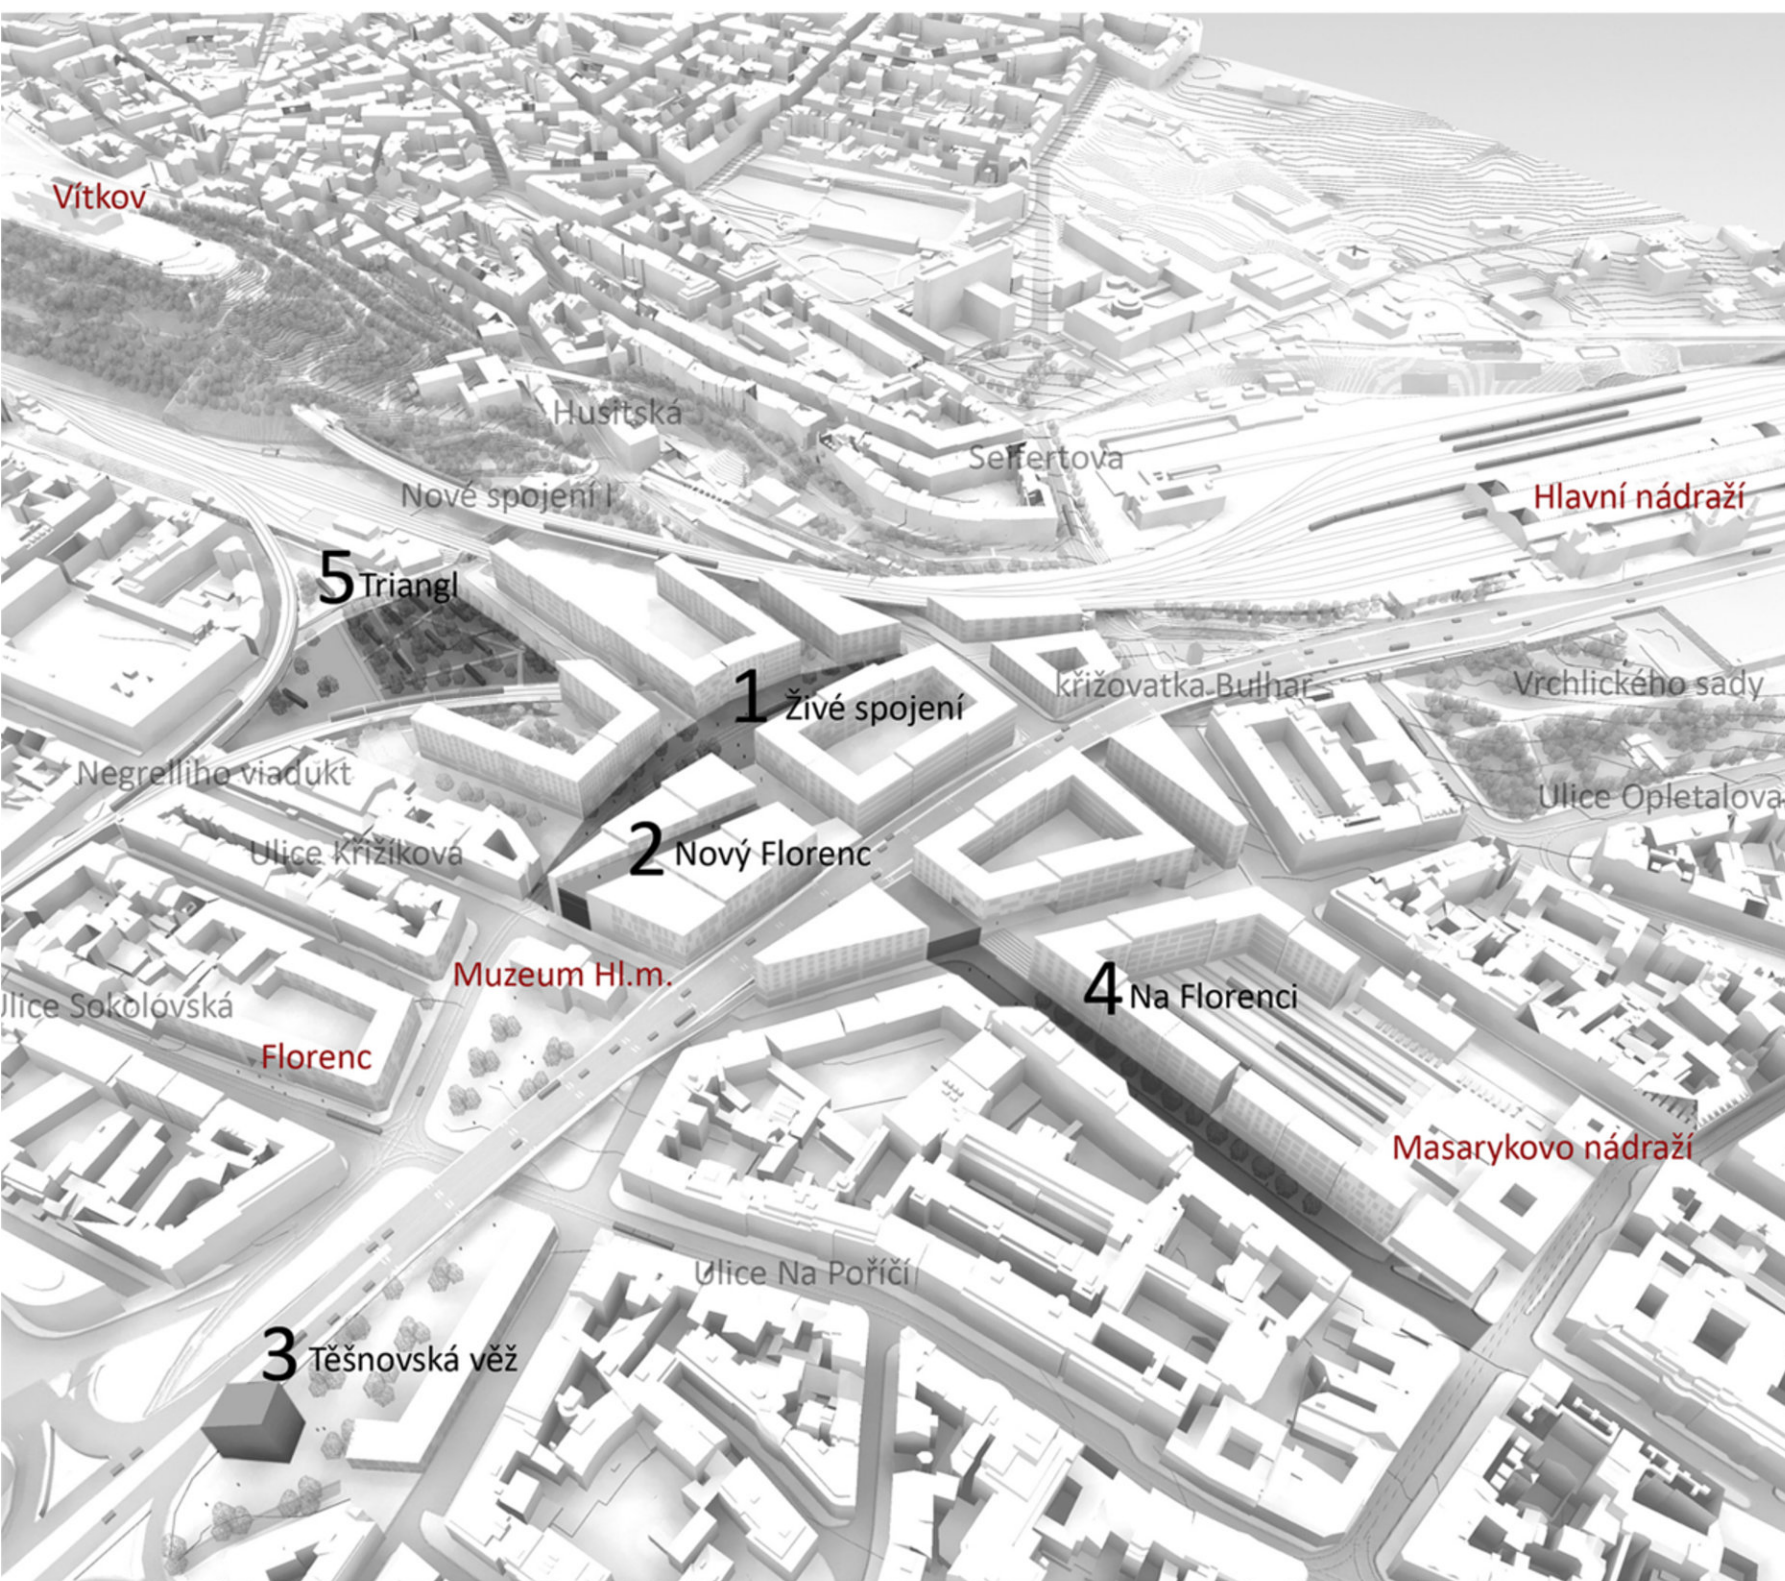 Vítkov
Husitská
Seifertova
Nové spojení I
Hlavní nádraží
5 Triangl
křižovatka Bulhar
Vrchlického sady
1 Živé spojení
Negrelliho viadukt
Ulice Opletalova
Ulice Křižíkova
2 Nový Florenc
Muzeum Hl.m.
4 Na Florenci
Ulice Sokolovská
Florenc
Masarykovo nádraží
Ulice Na Poříčí
3 Těšnovská věž